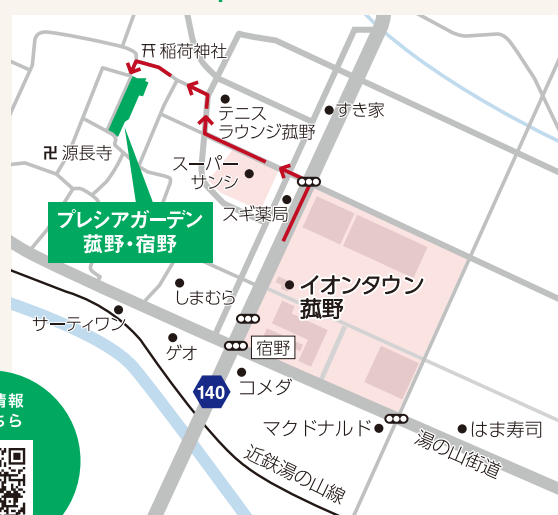 稲荷神社
すき家
テニス
ラウンジ菰野
源長寺
スーパー
サンシ
スギ薬局
プレシアガーデン
菰野・宿野
イオンタウン
菰野
しまむら
サーティワン
ゲオ
宿野
140
コメダ
マクドナルド
はま寿司
湯の山街道
近鉄湯の山線
情報
ちら